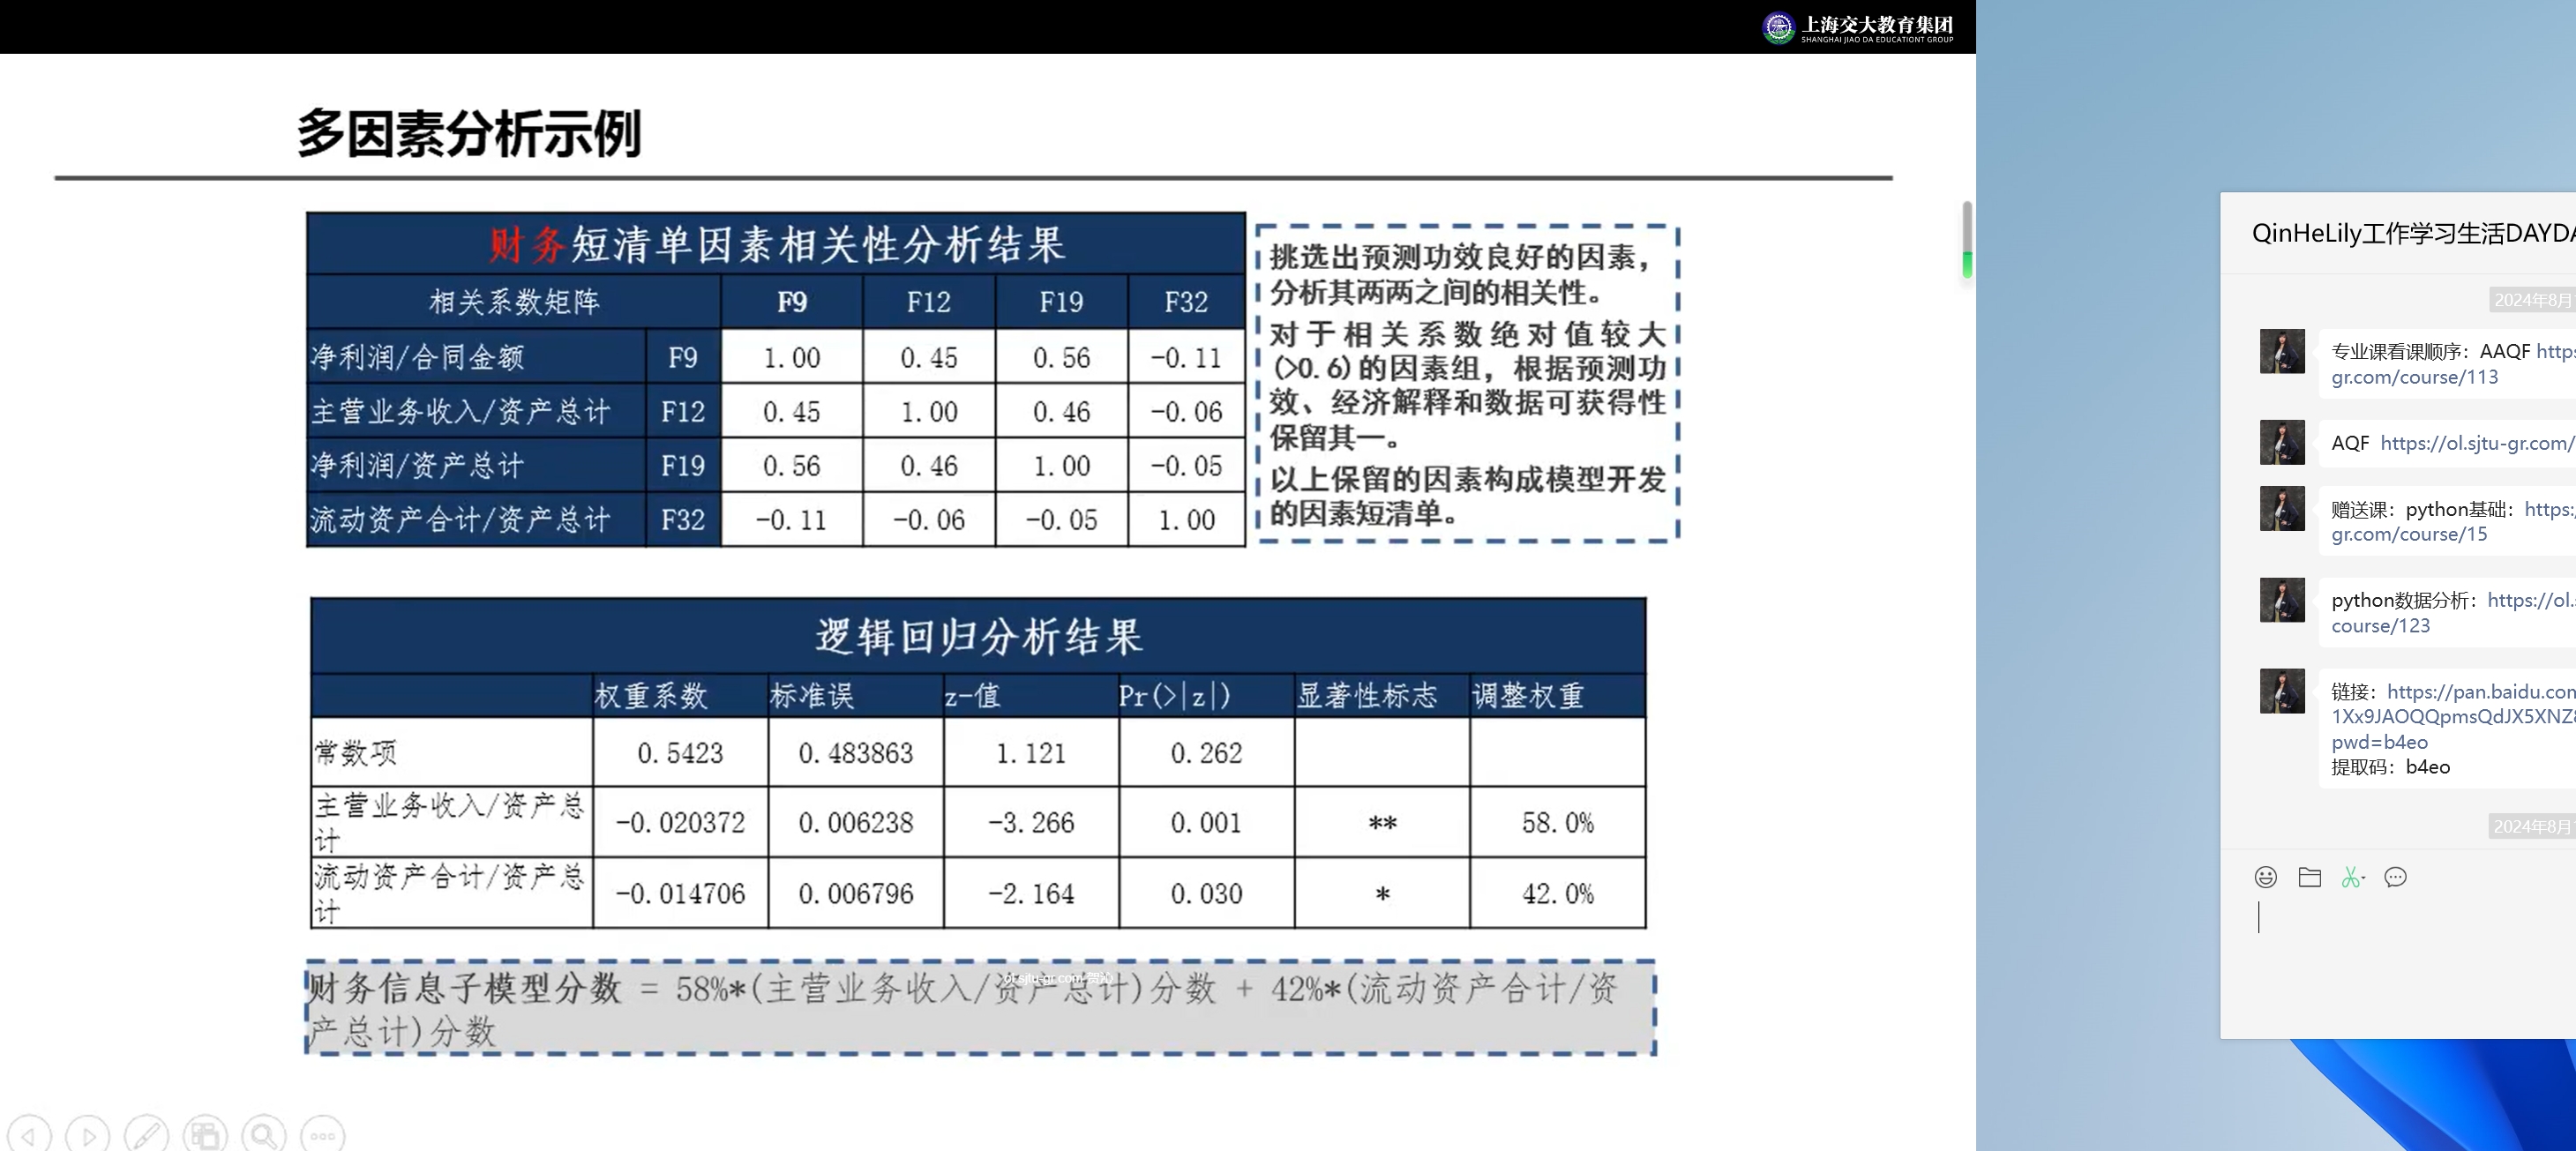 上海交大教育集团
SHANGHAI JIAO DA EDUCATIONT GROUP
多因素分析示例
财务短清单因素相关性分析结果
相关系数矩阵 F9 F12 F19 F32
净利润/合同金额 F9 1.00 0.45 0.56 -0.11
主营业务收入/资产总计 F12 0.45 1.00 0.46 -0.06
净利润/资产总计 F19 0.56 0.46 1.00 -0.05
流动资产合计/资产总计 F32 -0.11 -0.06 -0.05 1.00
挑选出预测功效良好的因素，
分析其两两之间的相关性。
对于相关系数绝对值较大
(>0.6)的因素组，根据预测功
效、经济解释和数据可获得性
保留其一。
以上保留的因素构成模型开发
的因素短清单。
逻辑回归分析结果
权重系数 标准误 z-值 Pr(>|z|) 显著性标志 调整权重
常数项 0.5423 0.483863 1.121 0.262
主营业务收入/资产总
计 -0.020372 0.006238 -3.266 0.001 ** 58.0%
流动资产合计/资产总
计 -0.014706 0.006796 -2.164 0.030 * 42.0%
财务信息子模型分数 = 58%*(主营业务收入/资产总计)分数 + 42%*(流动资产合计/资
产总计)分数
ol.sjtu-gr.com
QinHeLily工作学习生活DAYDA
2024年8月
专业课看课顺序：AAQF https
gr.com/course/113
AQF https://ol.sjtu-gr.com/
赠送课：python基础：https:/
gr.com/course/15
python数据分析：https://ol.s
course/123
链接：https://pan.baidu.com
1Xx9JAOQQpmsQdJX5XNZ8
pwd=b4eo
提取码：b4eo
2024年8月